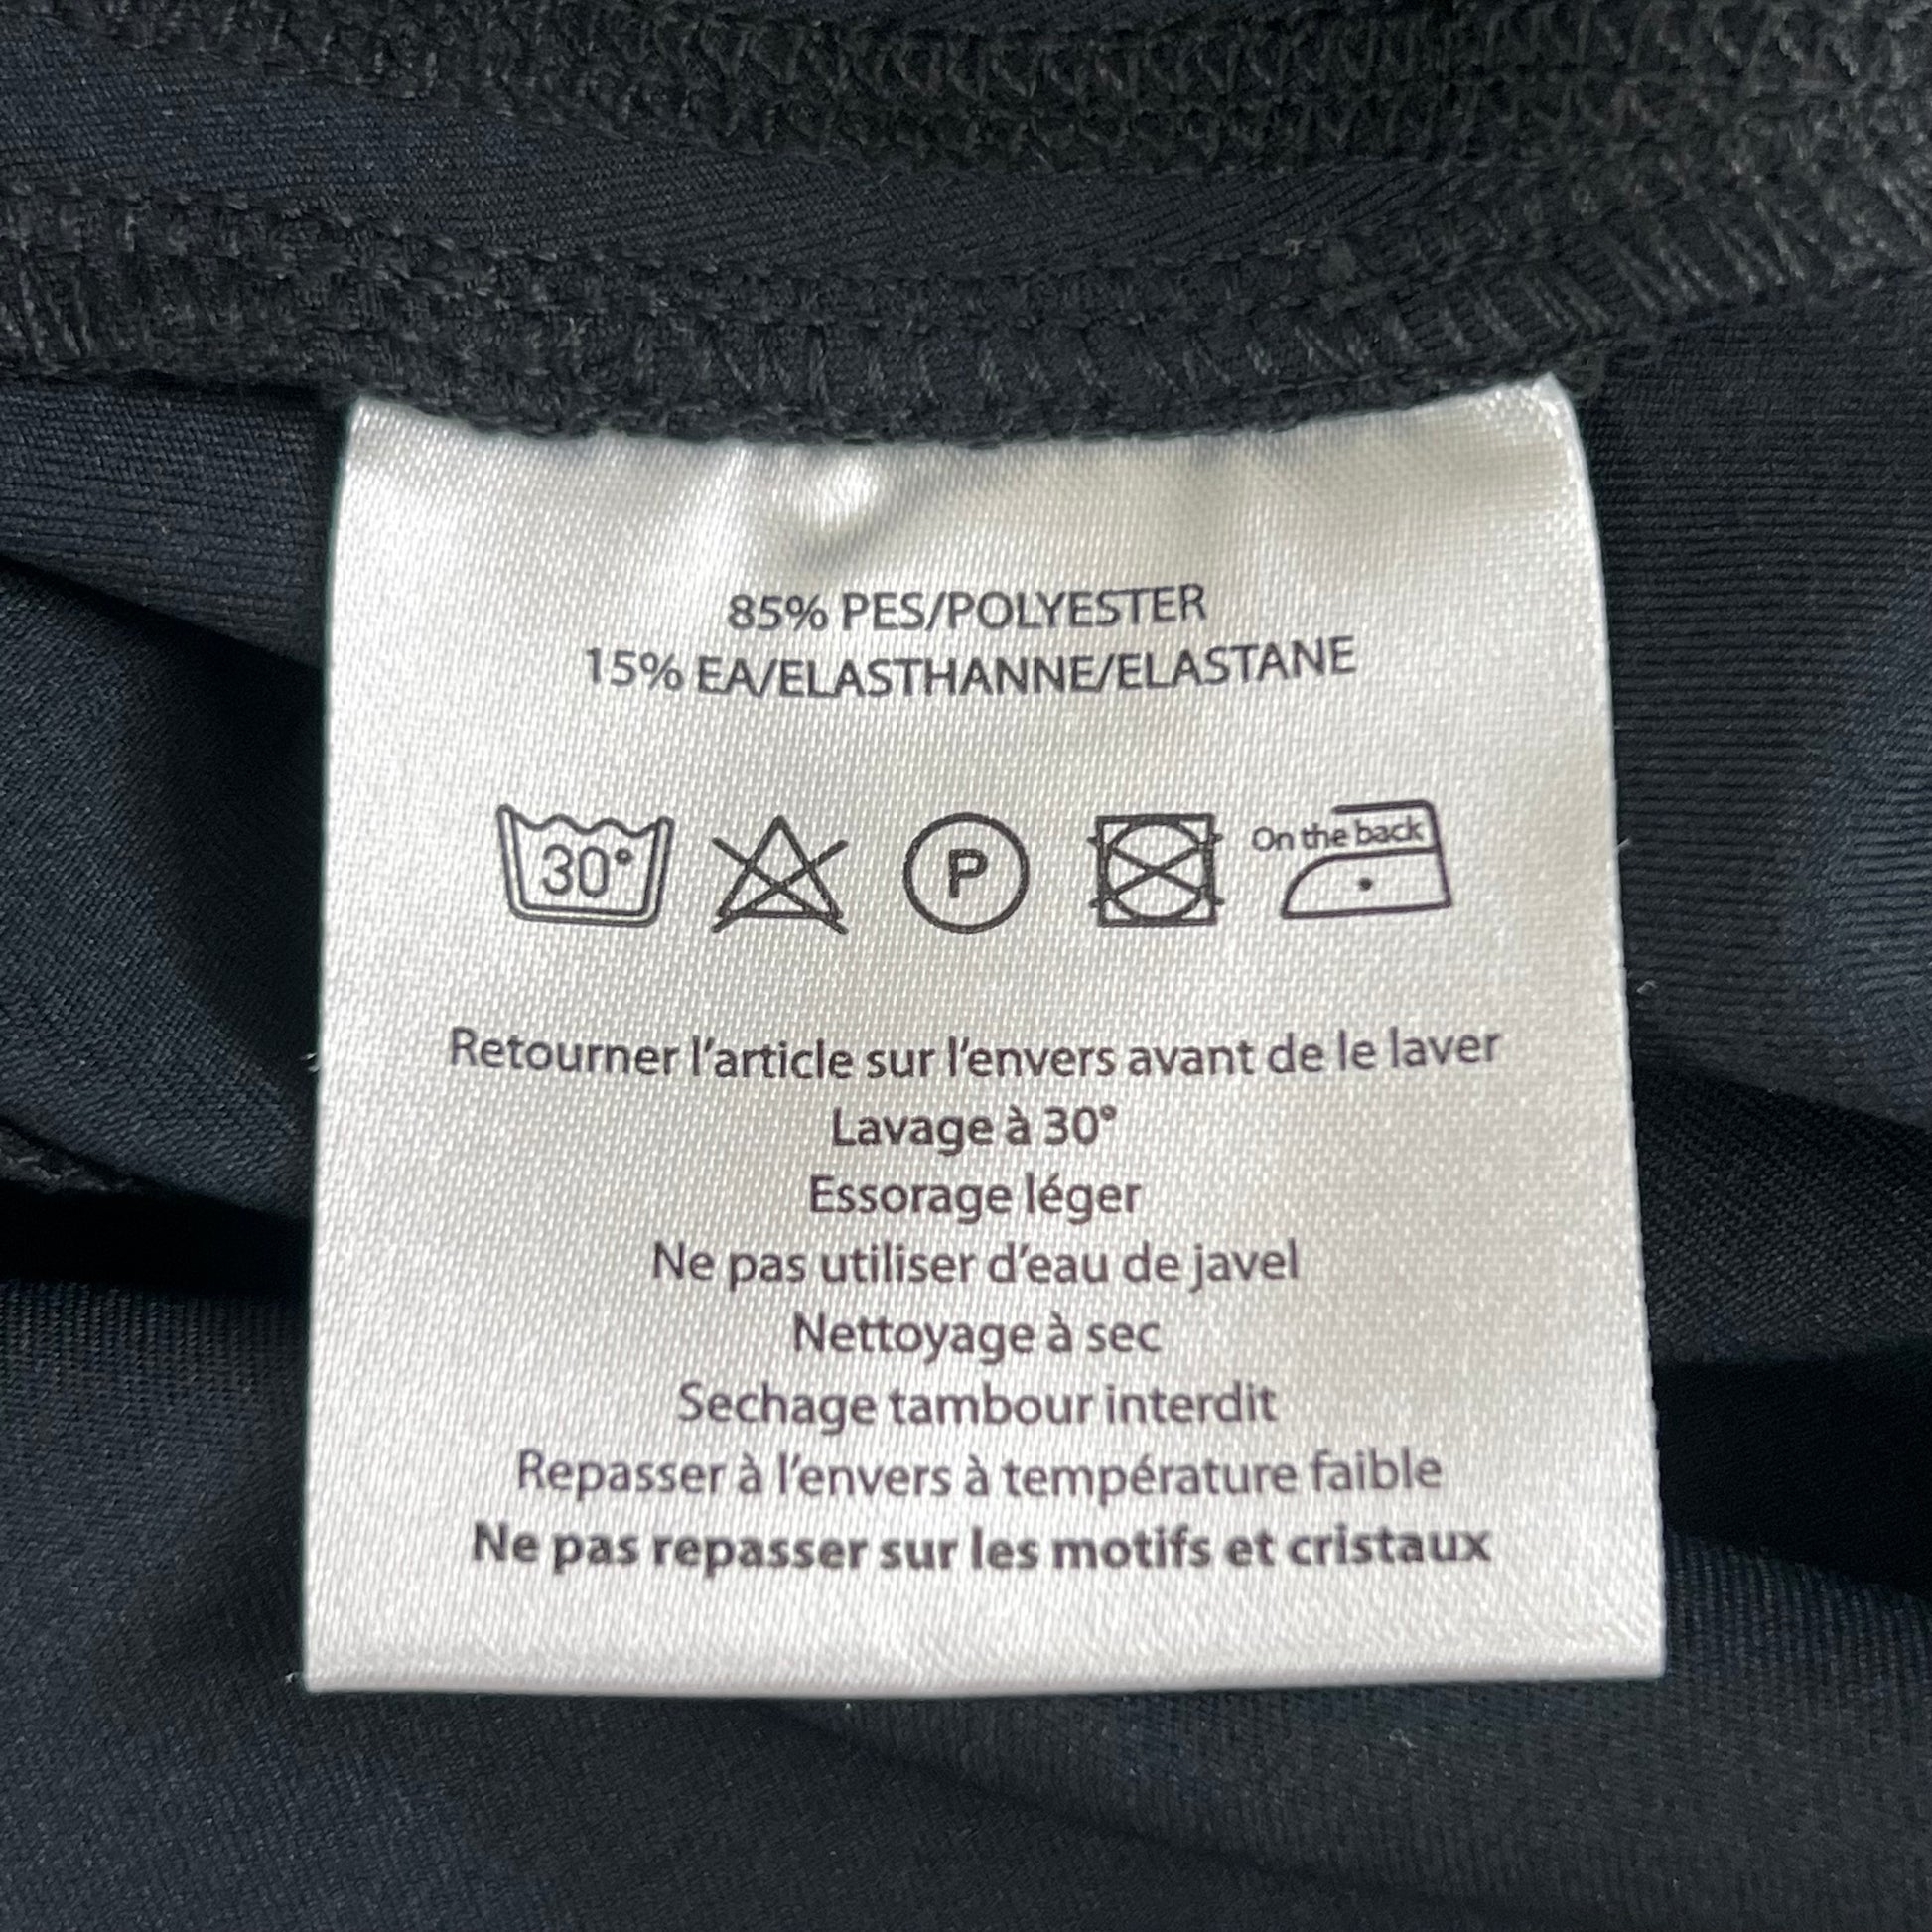 85% PES/POLYESTER
15% EA/ELASTHANNE/ELASTANE
30° P On the back
Retourner l'article sur l'envers avant de le laver
Lavage à 30°
Essorage léger
Ne pas utiliser d'eau de javel
Nettoyage à sec
Sechage tambour interdit
Repasser à l'envers à température faible
Ne pas repasser sur les motifs et cristaux